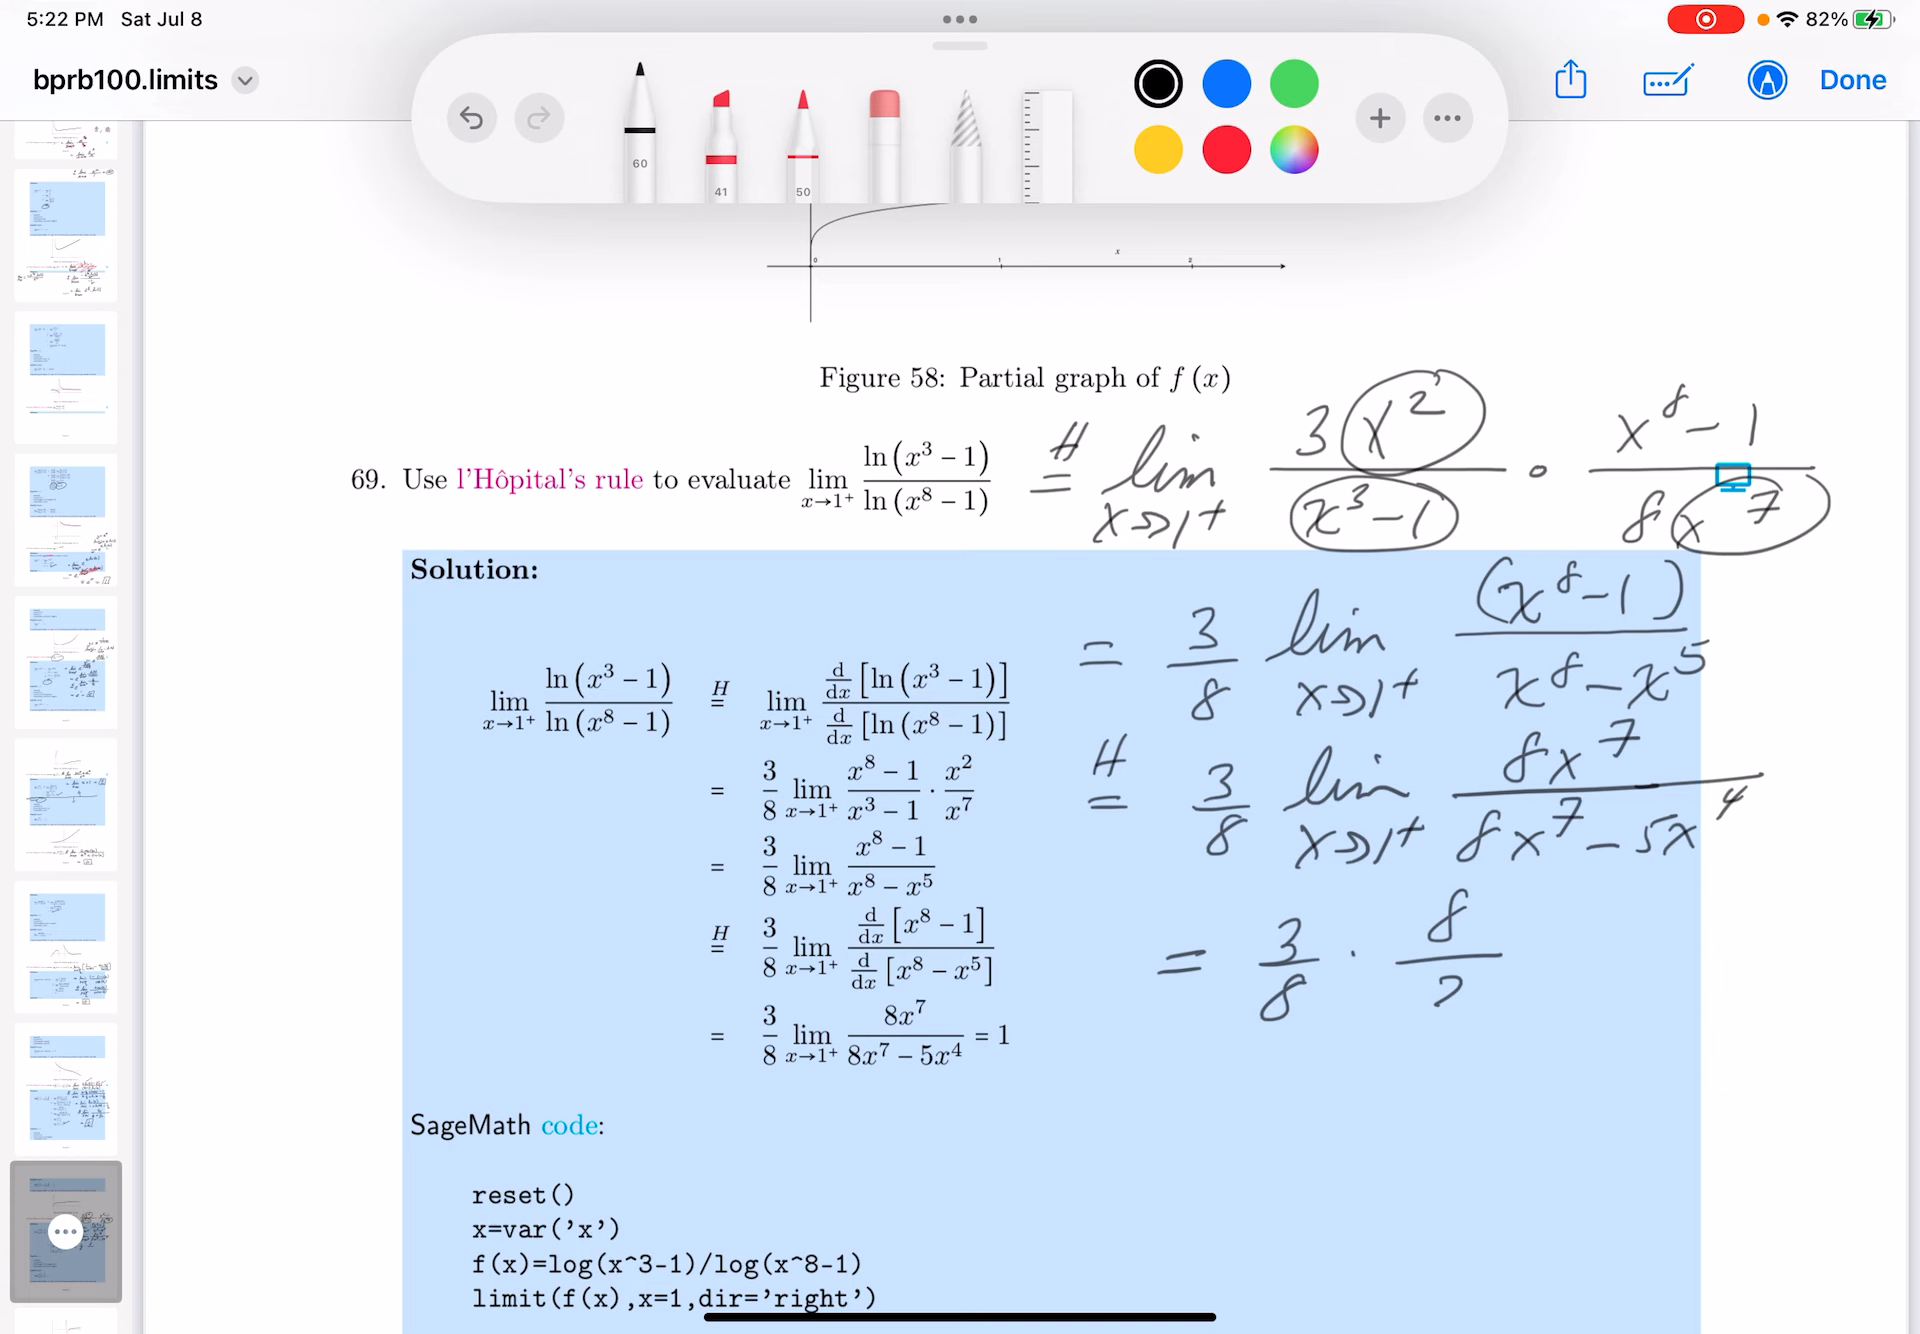 5:22 PM Sat Jul 8
82%
bprb100.limits
Done
60
41
50
0 1 2
x
Figure 58: Partial graph of f (x)
69. Use l'Hôpital's rule to evaluate lim x→1⁺ ln(x³ − 1) / ln(x⁸ − 1)
H= lim x→1⁺ 3x² / (x³−1) · (x⁸−1) / 8x⁷
Solution:
= 3/8 lim x→1⁺ (x⁸−1) / (x⁸−x⁵)
lim x→1⁺ ln(x³ − 1) / ln(x⁸ − 1) H= lim x→1⁺ d/dx [ln(x³ − 1)] / d/dx [ln(x⁸ − 1)]
= 3/8 lim x→1⁺ (x⁸ − 1)/(x³ − 1) · x²/x⁷
H= 3/8 lim x→1⁺ 8x⁷ / (8x⁷ − 5x⁴)
= 3/8 lim x→1⁺ (x⁸ − 1)/(x⁸ − x⁵)
H= 3/8 lim x→1⁺ d/dx [x⁸ − 1] / d/dx [x⁸ − x⁵]
= 3/8 · 8/
= 3/8 lim x→1⁺ 8x⁷ / (8x⁷ − 5x⁴) = 1
SageMath code:
reset()
x=var('x')
f(x)=log(x^3-1)/log(x^8-1)
limit(f(x),x=1,dir='right')